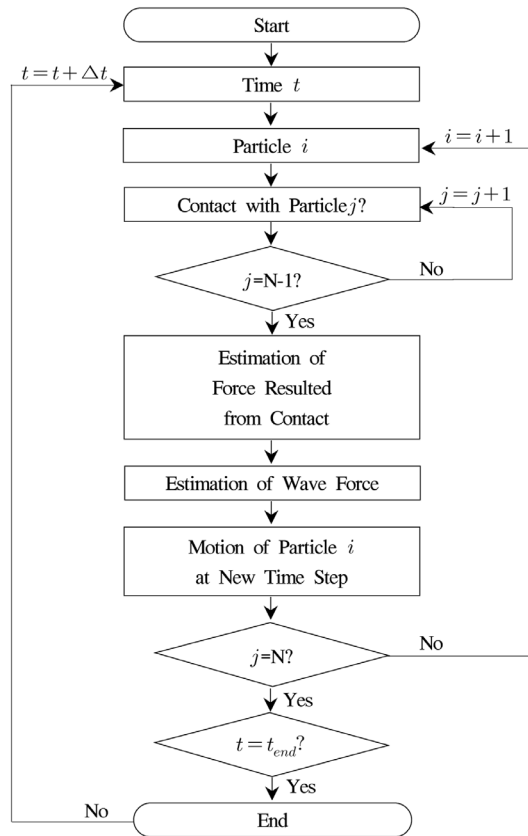 Start
t = t + Δt
Time t
Particle i
i = i + 1
Contact with Particle j?
j = j + 1
j=N-1?
No
Yes
Estimation of
Force Resulted
from Contact
Estimation of Wave Force
Motion of Particle i
at New Time Step
j=N?
No
Yes
t = t_end?
Yes
No
End